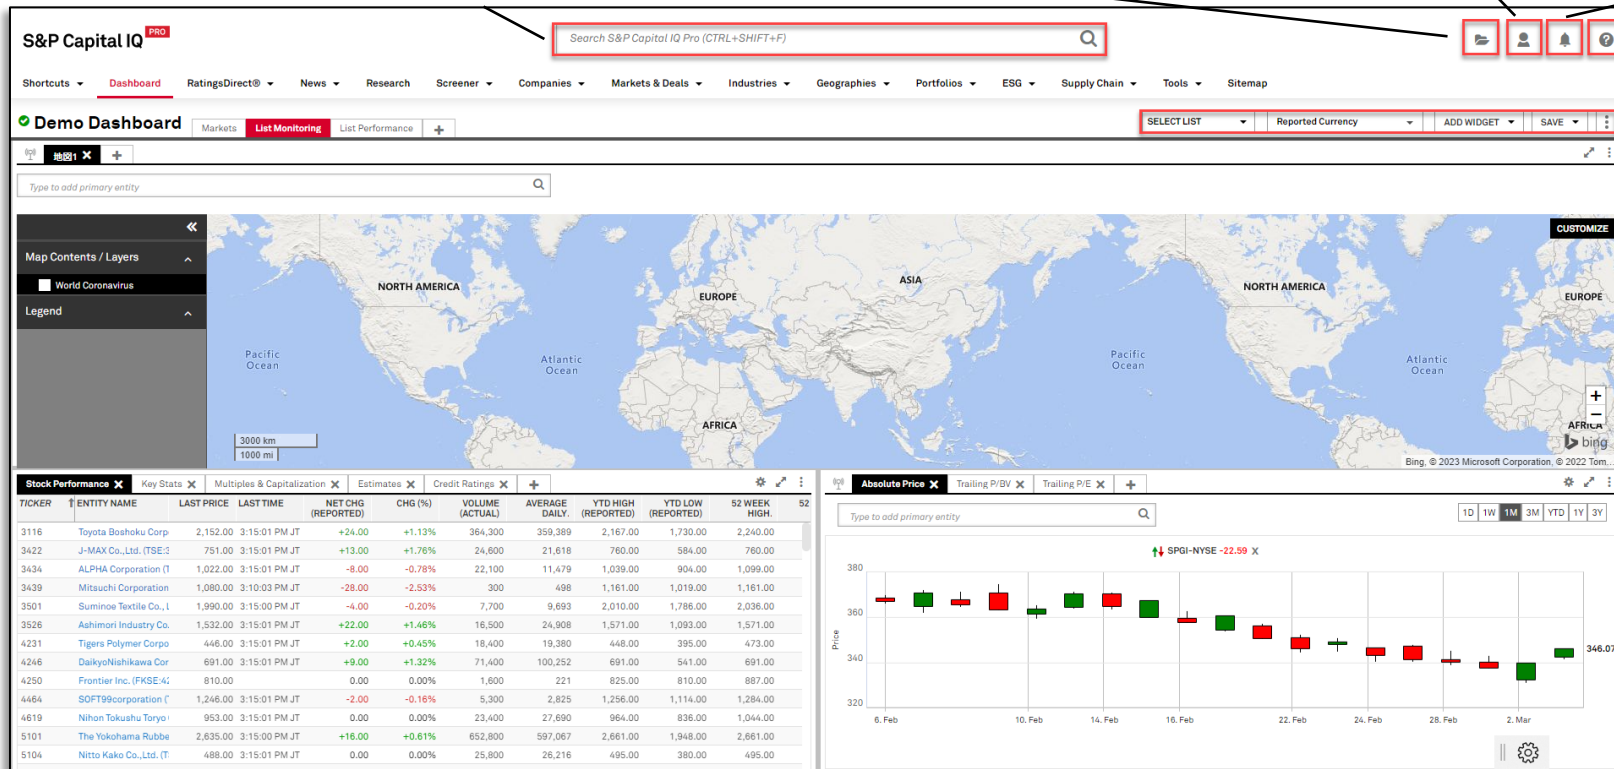 S&P Capital IQ PRO
Search S&P Capital IQ Pro (CTRL+SHIFT+F)
Shortcuts Dashboard RatingsDirect® News Research Screener Companies Markets & Deals Industries Geographies Portfolios ESG Supply Chain Tools Sitemap
Demo Dashboard Markets List Monitoring List Performance +
SELECT LIST Reported Currency ADD WIDGET SAVE
地図1 X +
Type to add primary entity
CUSTOMIZE
Map Contents / Layers
World Coronavirus
Legend
NORTH AMERICA EUROPE ASIA NORTH AMERICA EUROPE
Pacific Ocean Atlantic Ocean Pacific Ocean Atlantic Ocean
AFRICA AFRICA
+
−
3000 km
1000 mi
bing
Bing, © 2023 Microsoft Corporation, © 2022 Tom...
Stock Performance X Key Stats X Multiples & Capitalization X Estimates X Credit Ratings X +
TICKER ENTITY NAME LAST PRICE LAST TIME NET CHG (REPORTED) CHG (%) VOLUME (ACTUAL) AVERAGE DAILY. YTD HIGH (REPORTED) YTD LOW (REPORTED) 52 WEEK HIGH. 52
3116 Toyota Boshoku Corp 2,152.00 3:15:01 PM JT +24.00 +1.13% 364,300 359,389 2,167.00 1,730.00 2,240.00
3422 J-MAX Co.,Ltd. (TSE:3 751.00 3:15:01 PM JT +13.00 +1.76% 24,600 21,618 760.00 584.00 760.00
3434 ALPHA Corporation (T 1,022.00 3:15:01 PM JT -8.00 -0.78% 22,100 11,479 1,039.00 904.00 1,099.00
3439 Mitsuchi Corporation 1,080.00 3:10:03 PM JT -28.00 -2.53% 300 498 1,161.00 1,019.00 1,161.00
3501 Suminoe Textile Co., L 1,990.00 3:15:00 PM JT -4.00 -0.20% 7,700 9,693 2,010.00 1,786.00 2,036.00
3526 Ashimori Industry Co. 1,532.00 3:15:01 PM JT +22.00 +1.46% 16,500 24,908 1,571.00 1,093.00 1,571.00
4231 Tigers Polymer Corpo 446.00 3:15:01 PM JT +2.00 +0.45% 18,400 19,380 448.00 395.00 473.00
4246 DaikyoNishikawa Cor 691.00 3:15:01 PM JT +9.00 +1.32% 71,400 100,252 691.00 541.00 691.00
4250 Frontier Inc. (FKSE:42 810.00 0.00 0.00% 1,600 221 825.00 810.00 887.00
4464 SOFT99corporation (T 1,246.00 3:15:01 PM JT -2.00 -0.16% 5,300 2,825 1,256.00 1,114.00 1,284.00
4619 Nihon Tokushu Toryo 953.00 3:15:01 PM JT 0.00 0.00% 23,400 27,690 964.00 836.00 1,044.00
5101 The Yokohama Rubbe 2,635.00 3:15:00 PM JT +16.00 +0.61% 652,800 597,067 2,661.00 1,948.00 2,661.00
5104 Nitto Kako Co.,Ltd. (T 488.00 3:15:01 PM JT 0.00 0.00% 25,800 26,216 495.00 380.00 495.00
Absolute Price X Trailing P/BV X Trailing P/E X +
Type to add primary entity
1D 1W 1M 3M YTD 1Y 3Y
SPGI-NYSE -22.59 X
Price
380
360
340
320
346.07
6. Feb 10. Feb 14. Feb 16. Feb 22. Feb 24. Feb 28. Feb 2. Mar